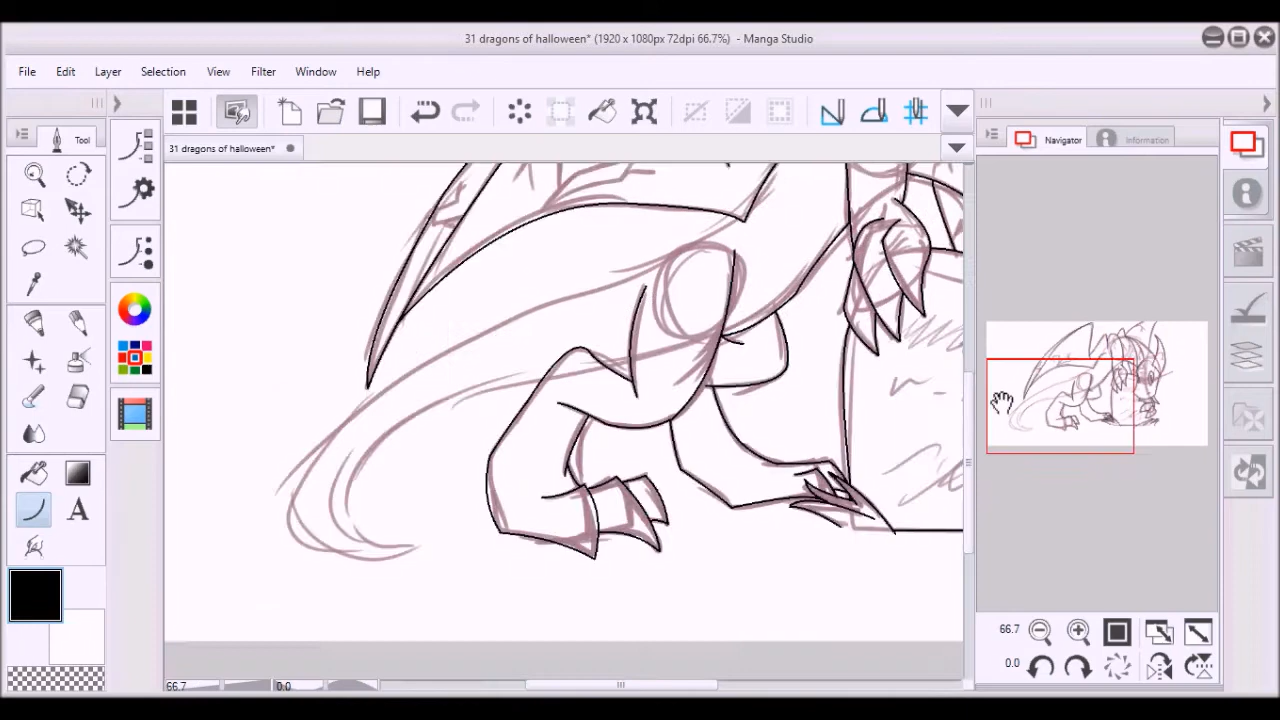 31 dragons of halloween* (1920 x 1080px 72dpi 66.7%) - Manga Studio
File Edit Layer Selection View Filter Window Help
Tool
31 dragons of halloween*
Navigator
Information
A
66.7
0.0
66.7 0.0